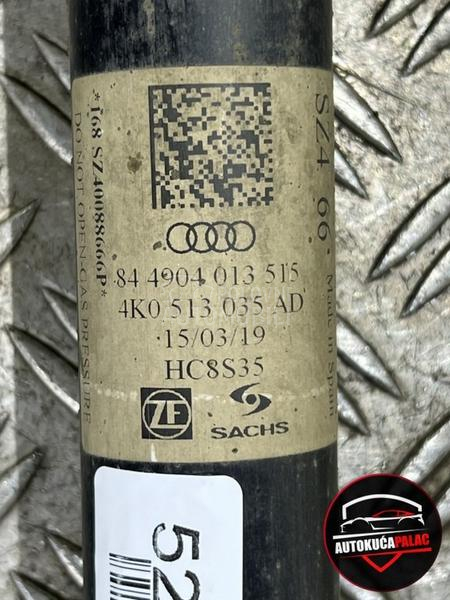 84 4904 013 515
4K0 513 035 AD
15/03/19
HC8S35
ZF
SACHS
*168 SZ40088666P*
DO NOT OPEN-GAS PRESSURE
SZ4 66 · Made in Spain
52
AUTOKUĆAPALAC